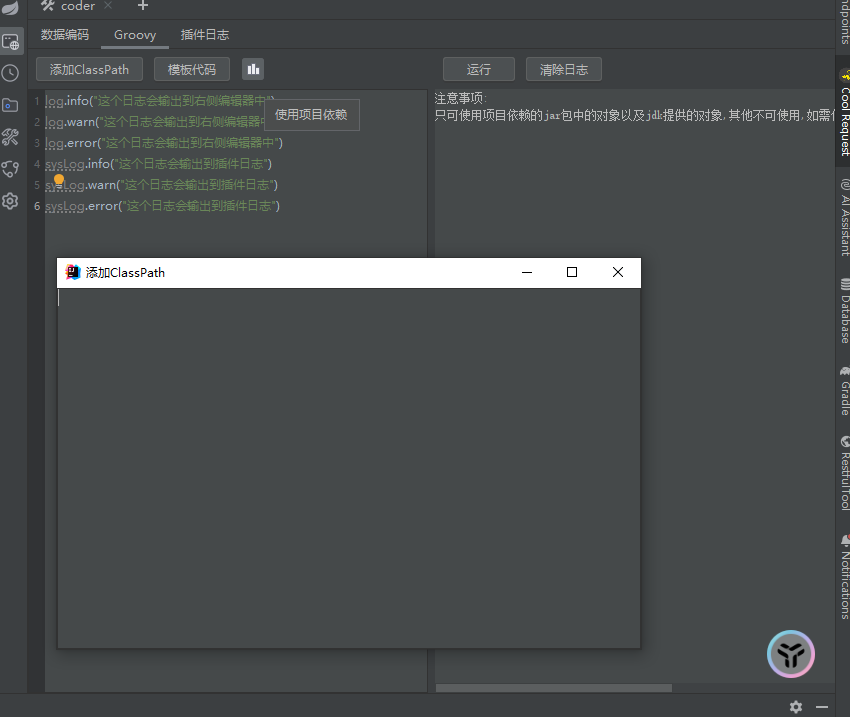 coder
数据编码 Groovy 插件日志
添加ClassPath 模板代码 运行 清除日志
1 log.info("这个日志会输出到右侧编辑器中")
2 log.warn("这个日志会输出到右侧编辑器
3 log.error("这个日志会输出到右侧编辑器中")
4 sysLog.info("这个日志会输出到插件日志")
5 sysLog.warn("这个日志会输出到插件日志")
6 sysLog.error("这个日志会输出到插件日志")
使用项目依赖
注意事项:
只可使用项目依赖的jar包中的对象以及jdk提供的对象,其他不可使用,如需
添加ClassPath
ndpoints
Cool Request
AI Assistant
Database
Gradle
RestfulTool
Notifications